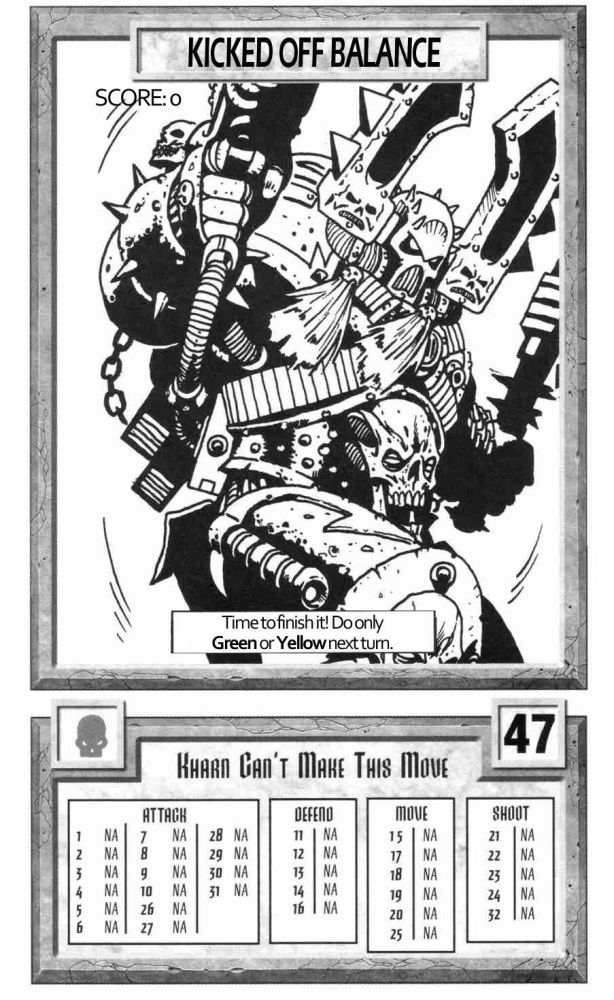 KICKED OFF BALANCE
SCORE: 0
Time to finish it! Do only
Green or Yellow next turn.
47
KHARN CAN'T MAKE THIS MOVE
ATTACK
1 NA 7 NA 28 NA
2 NA 8 NA 29 NA
3 NA 9 NA 30 NA
4 NA 10 NA 31 NA
5 NA 26 NA
6 NA 27 NA
DEFEND
11 NA
12 NA
13 NA
14 NA
16 NA
MOVE
15 NA
17 NA
18 NA
19 NA
20 NA
25 NA
SHOOT
21 NA
22 NA
23 NA
24 NA
32 NA